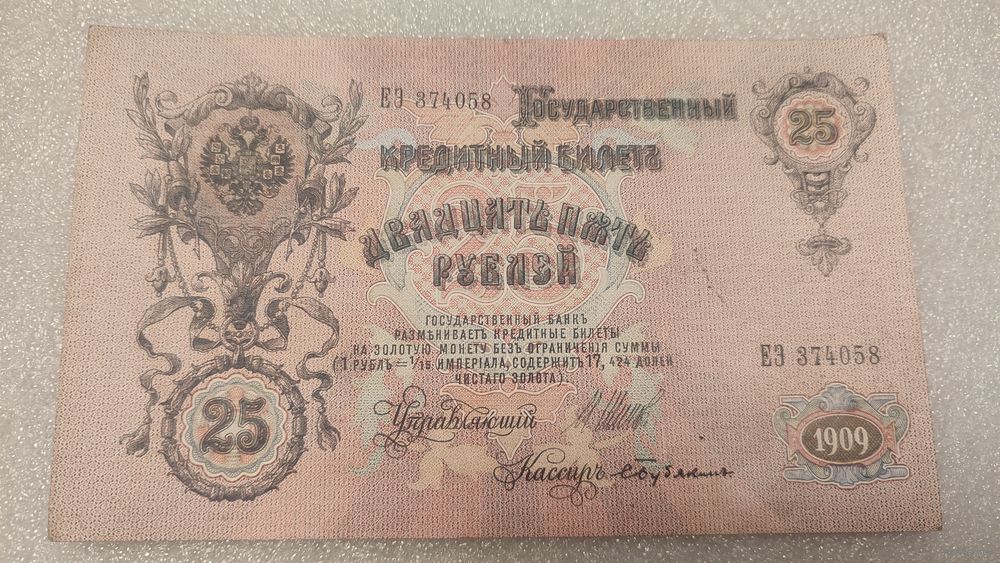 ЕЭ 374058
Государственный
25
кредитный билетъ
Двадцать пять
рублей
Государственный Банкъ
размѣниваетъ кредитные билеты
на золотую монету безъ ограниченія суммы
(1 рубль = 1/15 имперіала, содержитъ 17,424 долей
чистаго золота).
ЕЭ 374058
25
Управляющій
1909
Кассиръ